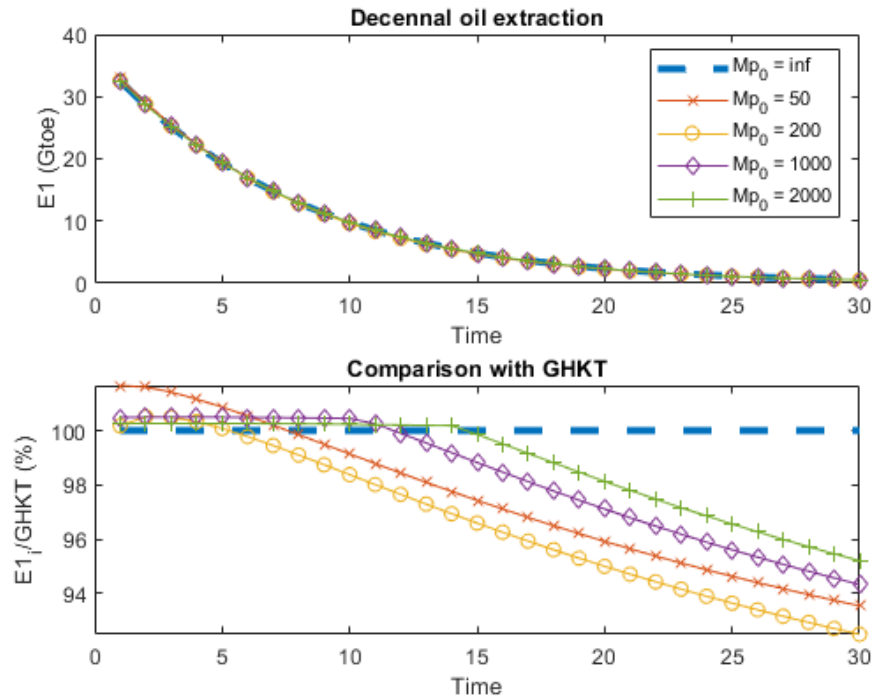 Decennal oil extraction
40
30
20
10
0
E1 (Gtoe)
Mp0 = inf
Mp0 = 50
Mp0 = 200
Mp0 = 1000
Mp0 = 2000
0 5 10 15 20 25 30
Time
Comparison with GHKT
100
98
96
94
E1i/GHKT (%)
0 5 10 15 20 25 30
Time